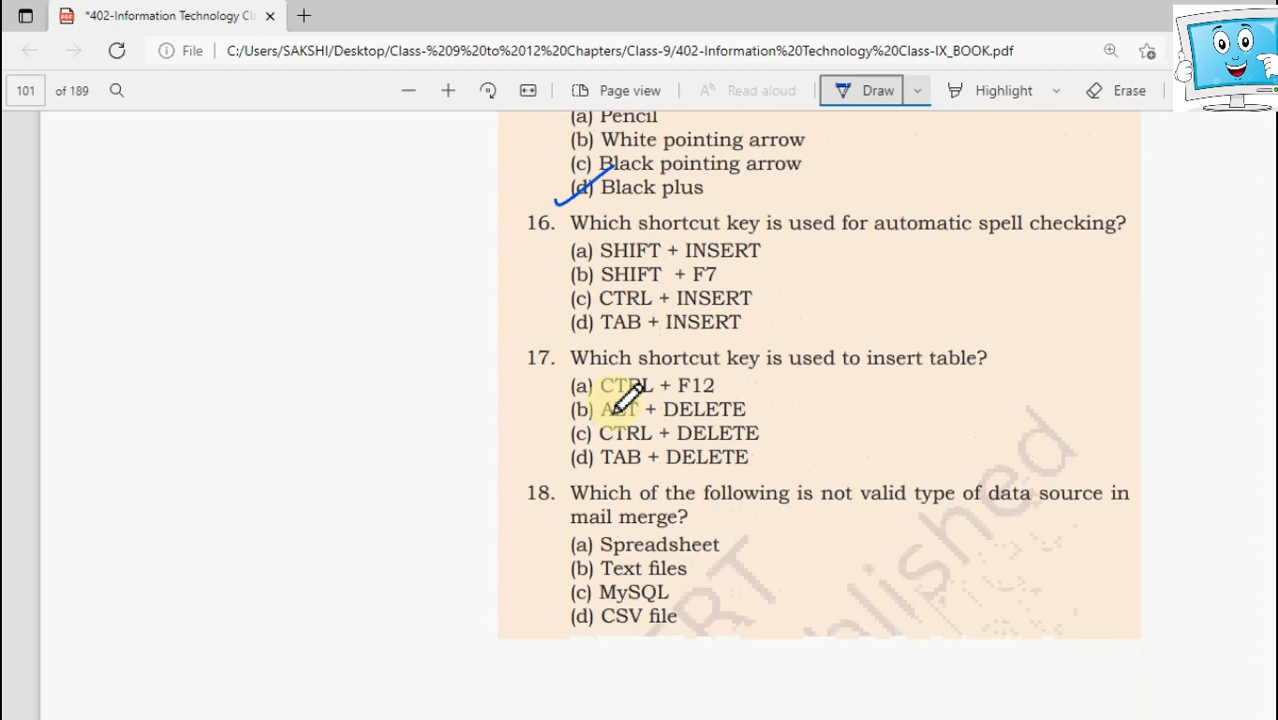 *402-Information Technology Cl
File
C:/Users/SAKSHI/Desktop/Class-%209%20to%2012%20Chapters/Class-9/402-Information%20Technology%20Class-IX_BOOK.pdf
101 of 189
Page view
Read aloud
Draw
Highlight
Erase
(a) Pencil
(b) White pointing arrow
(c) Black pointing arrow
(d) Black plus
16. Which shortcut key is used for automatic spell checking?
(a) SHIFT + INSERT
(b) SHIFT + F7
(c) CTRL + INSERT
(d) TAB + INSERT
17. Which shortcut key is used to insert table?
(a) CTRL + F12
(b) ALT + DELETE
(c) CTRL + DELETE
(d) TAB + DELETE
18. Which of the following is not valid type of data source in
mail merge?
(a) Spreadsheet
(b) Text files
(c) MySQL
(d) CSV file